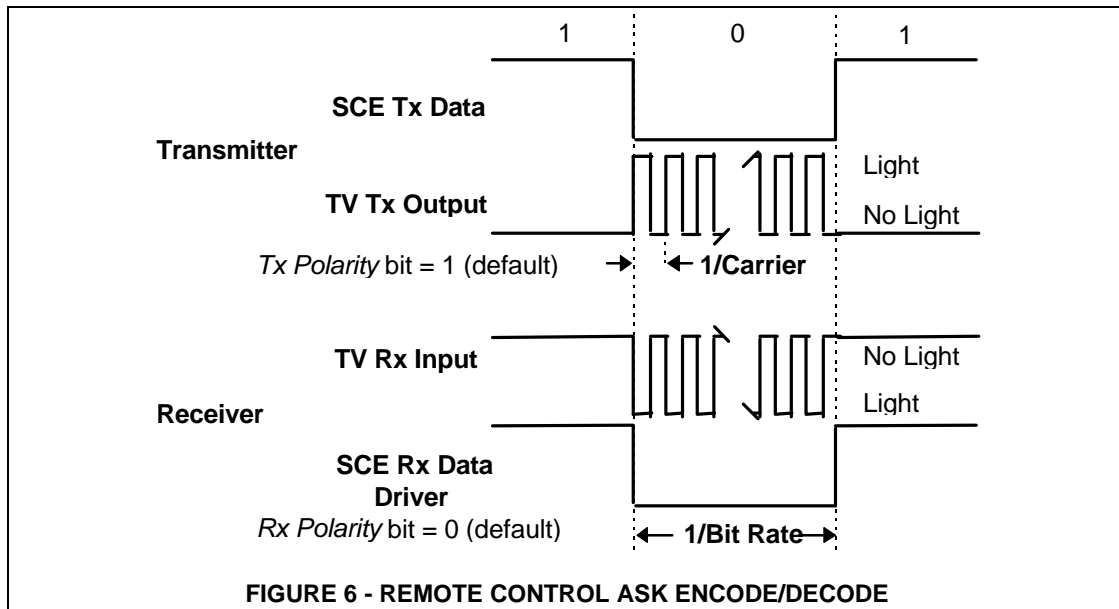 1 0 1
SCE Tx Data
Transmitter
Light
TV Tx Output
No Light
Tx Polarity bit = 1 (default)
1/Carrier
TV Rx Input
No Light
Light
Receiver
SCE Rx Data
Driver
Rx Polarity bit = 0 (default)
1/Bit Rate
FIGURE 6 - REMOTE CONTROL ASK ENCODE/DECODE